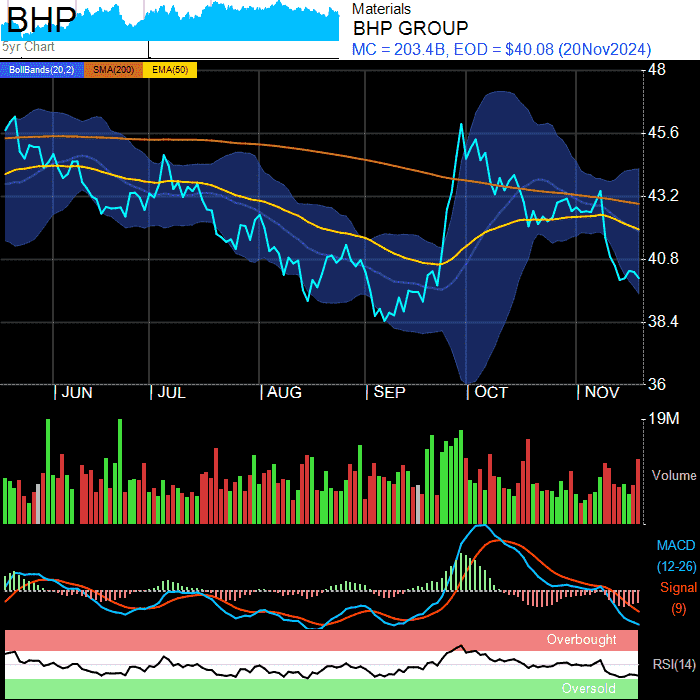 BHP
5yr Chart
Materials
BHP GROUP
MC = 203.4B, EOD = $40.08 (20Nov2024)
BollBands(20,2) SMA(200) EMA(50)
48
45.6
43.2
40.8
38.4
36
JUN JUL AUG SEP OCT NOV
19M
Volume
MACD
(12-26)
Signal
(9)
Overbought
RSI(14)
Oversold